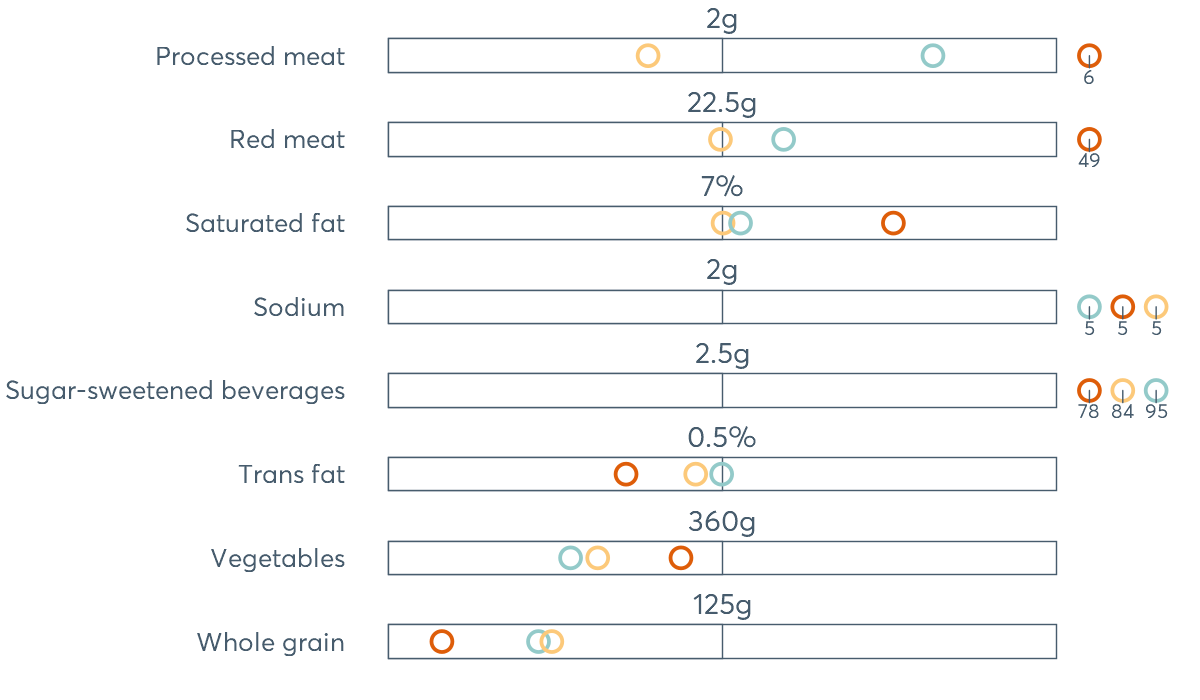 2g
Processed meat
6
22.5g
Red meat
49
7%
Saturated fat
2g
Sodium
5 5 5
2.5g
Sugar-sweetened beverages
78 84 95
0.5%
Trans fat
360g
Vegetables
125g
Whole grain